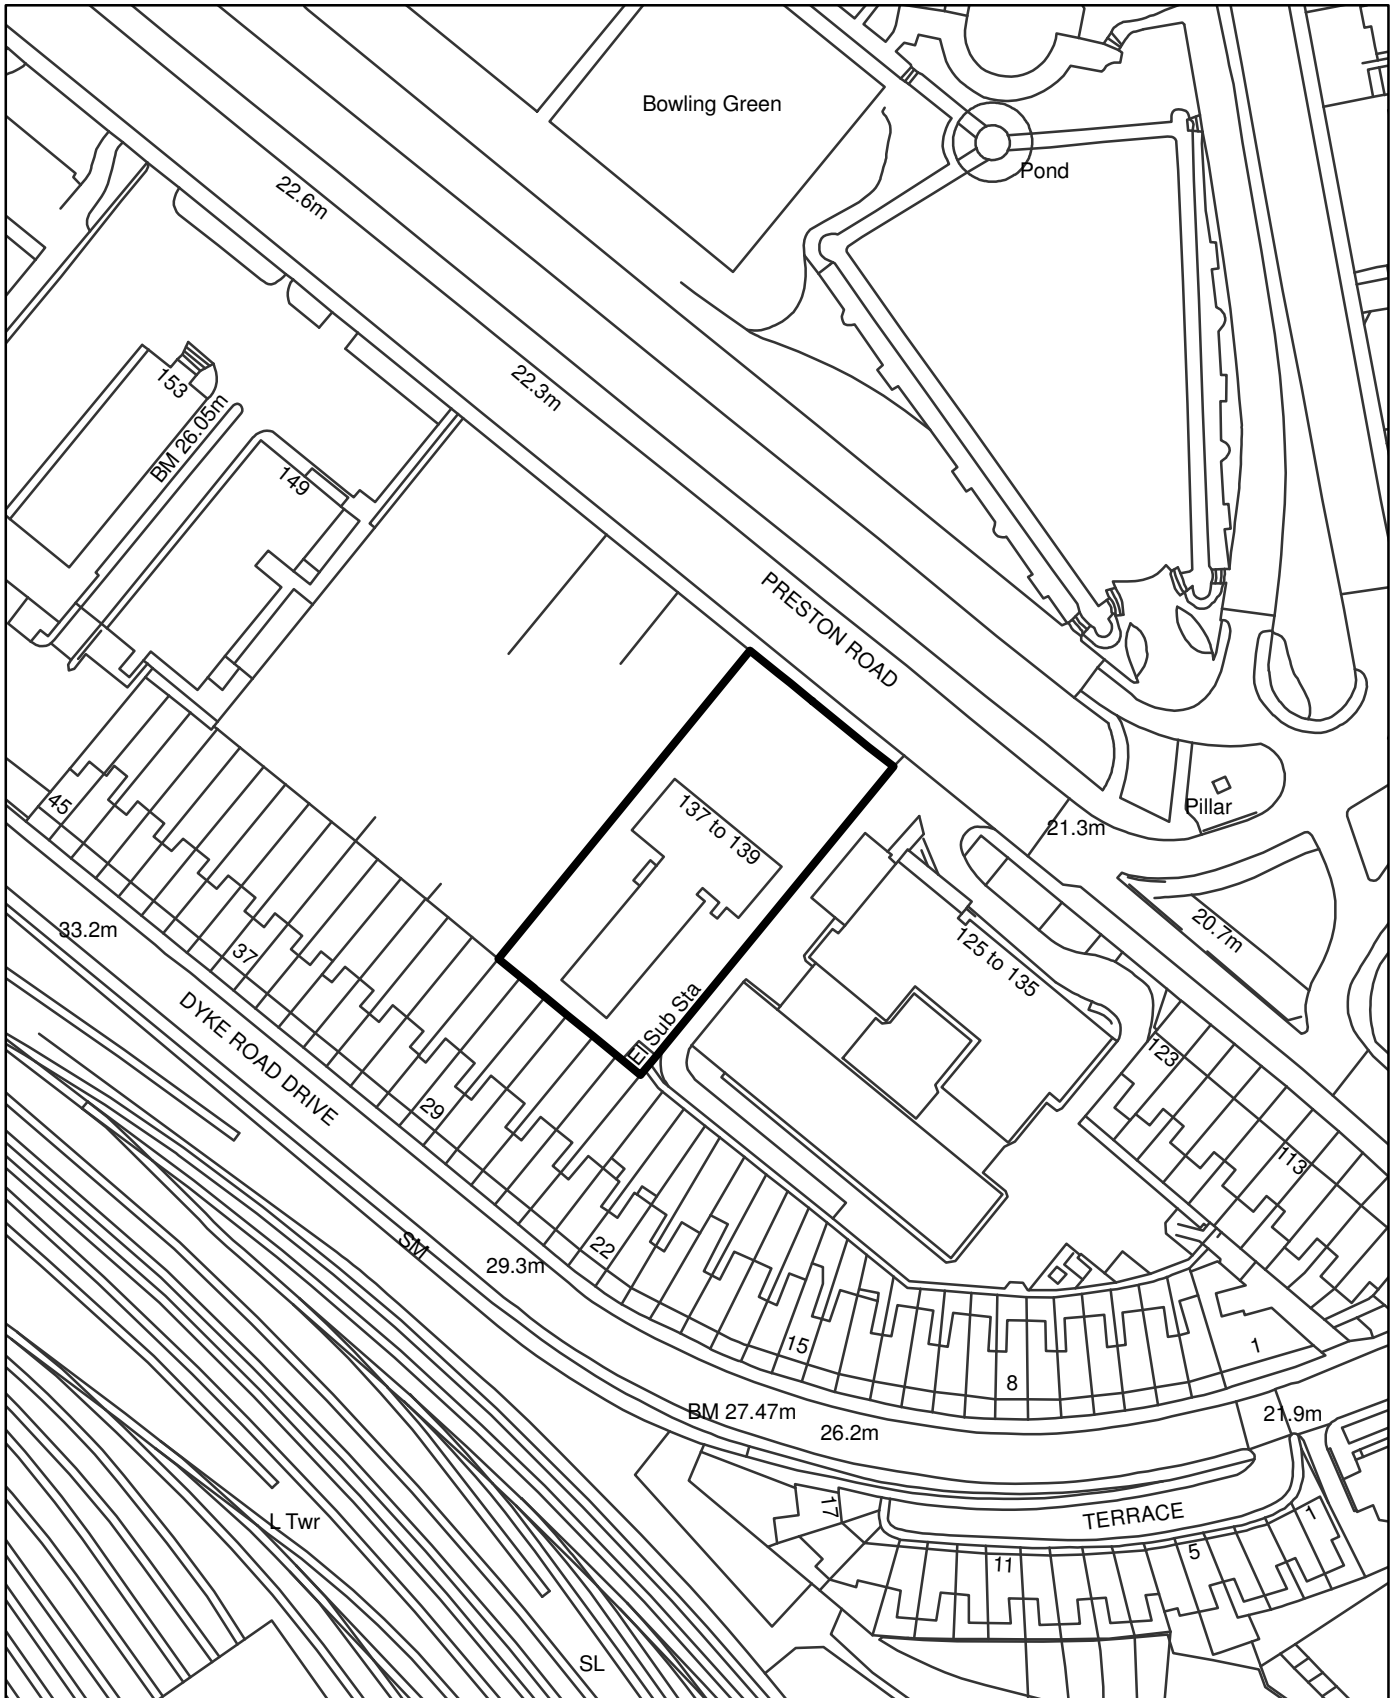 Bowling Green
Pond
22.6m
22.3m
153
BM 26.05m
149
PRESTON ROAD
137 to 139
Pillar
21.3m
45
125 to 135
20.7m
33.2m
37
El Sub Sta
DYKE ROAD DRIVE
29
123
113
SM
22
29.3m
15
1
8
BM 27.47m
26.2m
21.9m
L Twr
17
TERRACE
1
11
5
SL